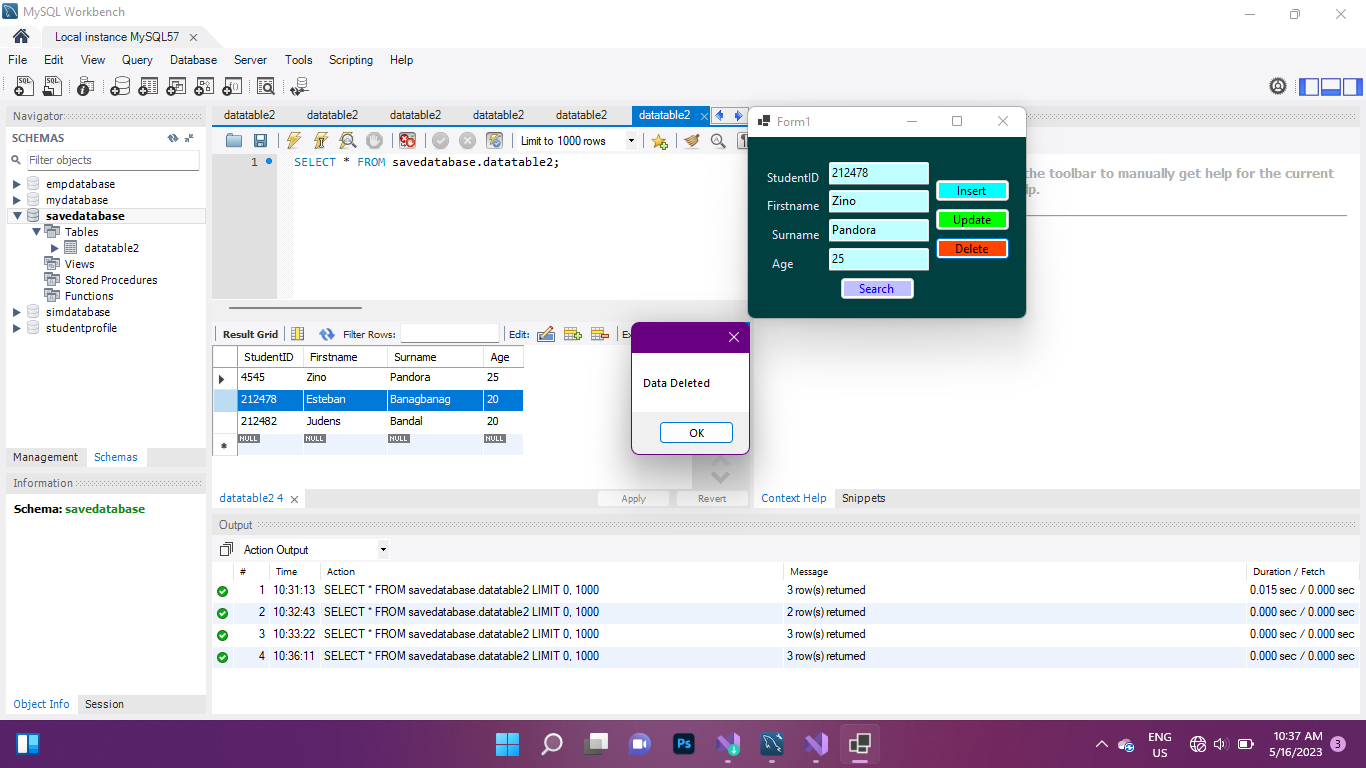 MySQL Workbench
Local instance MySQL57
File Edit View Query Database Server Tools Scripting Help
Navigator
SCHEMAS
Filter objects
empdatabase
mydatabase
savedatabase
Tables
datatable2
Views
Stored Procedures
Functions
simdatabase
studentprofile
Management Schemas
Information
Schema: savedatabase
Object Info Session
datatable2 datatable2 datatable2 datatable2 datatable2 datatable2
Limit to 1000 rows
1 SELECT * FROM savedatabase.datatable2;
Result Grid Filter Rows: Edit:
StudentID Firstname Surname Age
4545 Zino Pandora 25
212478 Esteban Banagbanag 20
212482 Judens Bandal 20
NULL NULL NULL NULL
datatable2 4 Apply Revert
Form1
StudentID 212478 Insert
Firstname Zino
Update
Surname Pandora
Delete
Age 25
Search
Data Deleted
OK
the toolbar to manually get help for the current
Context Help Snippets
Output
Action Output
# Time Action Message Duration / Fetch
1 10:31:13 SELECT * FROM savedatabase.datatable2 LIMIT 0, 1000 3 row(s) returned 0.015 sec / 0.000 sec
2 10:32:43 SELECT * FROM savedatabase.datatable2 LIMIT 0, 1000 2 row(s) returned 0.000 sec / 0.000 sec
3 10:33:22 SELECT * FROM savedatabase.datatable2 LIMIT 0, 1000 3 row(s) returned 0.000 sec / 0.000 sec
4 10:36:11 SELECT * FROM savedatabase.datatable2 LIMIT 0, 1000 3 row(s) returned 0.000 sec / 0.000 sec
Ps
ENG
US
10:37 AM
5/16/2023
3